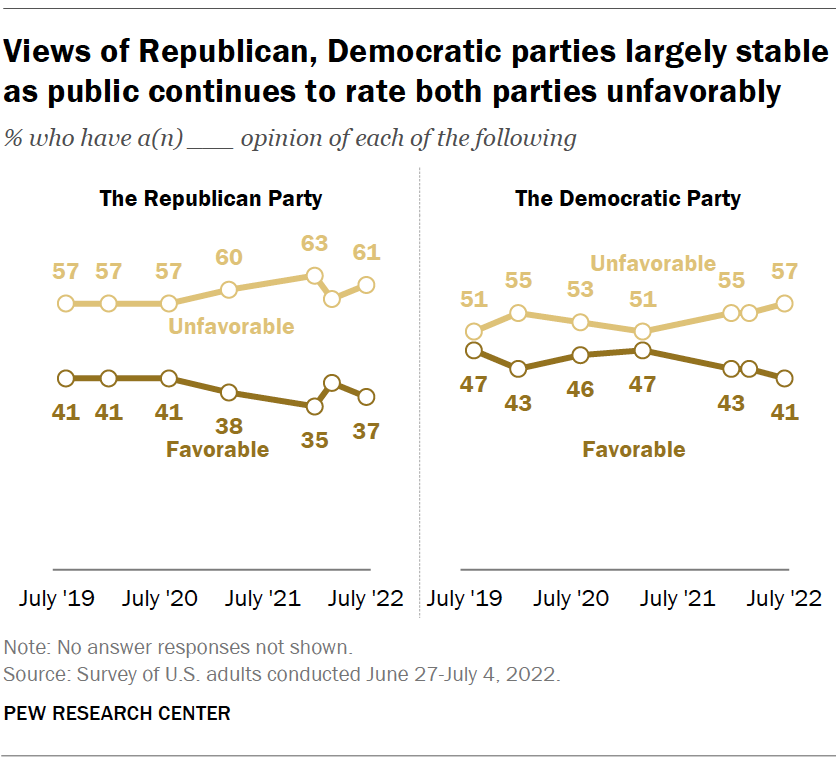 Views of Republican, Democratic parties largely stable
as public continues to rate both parties unfavorably
% who have a(n) ____ opinion of each of the following
The Republican Party
57 57 57 60 63 61
Unfavorable
41 41 41 38 35 37
Favorable
July '19 July '20 July '21 July '22
The Democratic Party
Unfavorable
51 55 53 51 55 57
47 43 46 47 43 41
Favorable
July '19 July '20 July '21 July '22
Note: No answer responses not shown.
Source: Survey of U.S. adults conducted June 27-July 4, 2022.
PEW RESEARCH CENTER